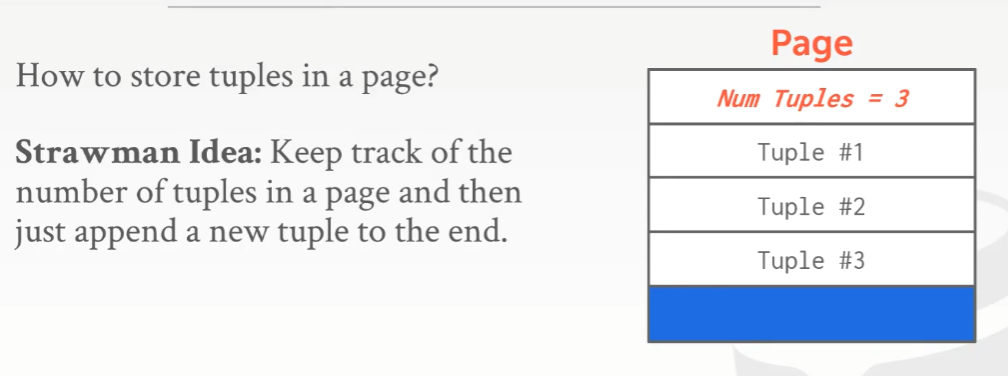 How to store tuples in a page?
Strawman Idea: Keep track of the
number of tuples in a page and then
just append a new tuple to the end.
Page
Num Tuples = 3
Tuple #1
Tuple #2
Tuple #3